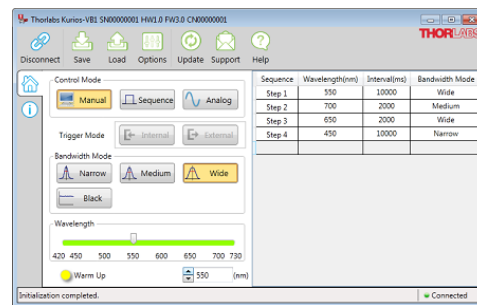 Thorlabs Kurios-VB1 SN00000001 HW1.0 FW3.0 CN00000001
THORLABS
Disconnect Save Load Options Update Support Help
Control Mode
Manual Sequence Analog
Trigger Mode Internal External
Bandwidth Mode
Narrow Medium Wide
Black
Wavelength
420 450 500 550 600 650 700 730
Warm Up 550 (nm)
Sequence Wavelength(nm) Interval(ms) Bandwidth Mode
Step 1 550 10000 Wide
Step 2 700 2000 Medium
Step 3 650 2000 Wide
Step 4 450 10000 Narrow
Initialization completed. Connected